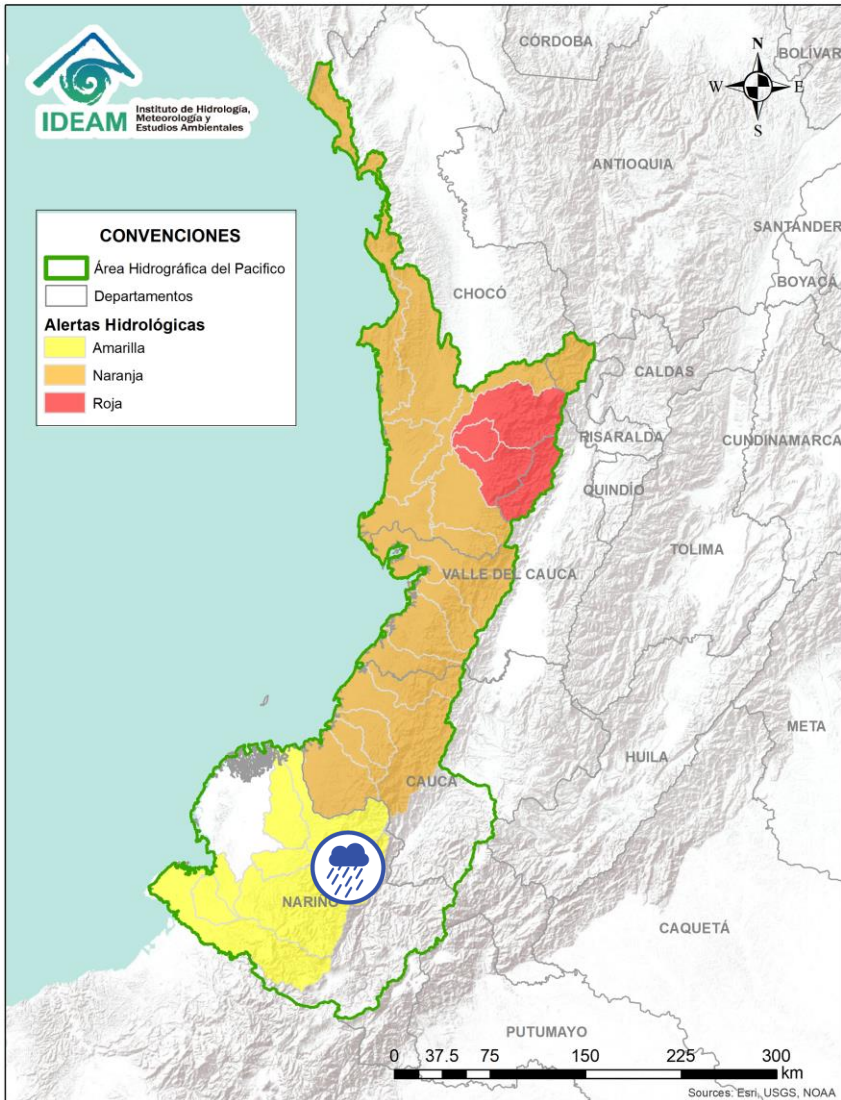 IDEAM
Instituto de Hidrología,
Meteorología y
Estudios Ambientales
CÓRDOBA
BOLÍVAR
N
W
E
S
ANTIOQUIA
SANTANDER
BOYACÁ
CONVENCIONES
Área Hidrográfica del Pacifico
Departamentos
Alertas Hidrológicas
Amarilla
Naranja
Roja
CHOCÓ
CALDAS
RISARALDA
CUNDINAMARCA
QUINDÍO
TOLIMA
VALLE DEL CAUCA
META
HUILA
CAUCA
NARIÑO
CAQUETÁ
PUTUMAYO
0 37.5 75 150 225 300
km
Sources: Esri, USGS, NOAA